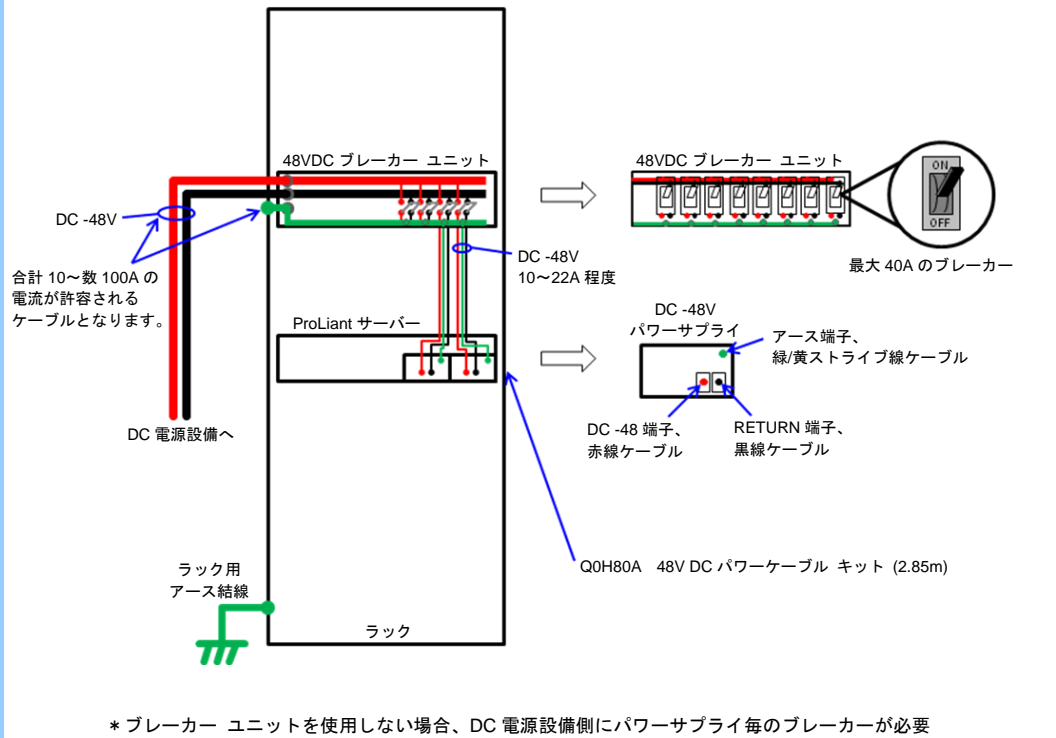 48VDC ブレーカー ユニット
48VDC ブレーカー ユニット
ON
OFF
DC -48V
DC -48V
10～22A 程度
最大 40A のブレーカー
合計 10～数 100A の
電流が許容される
ケーブルとなります。
ProLiant サーバー
DC -48V
パワーサプライ
アース端子、
緑/黄ストライプ線ケーブル
DC 電源設備へ
DC -48 端子、
赤線ケーブル
RETURN 端子、
黒線ケーブル
Q0H80A 48V DC パワーケーブル キット (2.85m)
ラック用
アース結線
ラック
* ブレーカー ユニットを使用しない場合、DC 電源設備側にパワーサプライ毎のブレーカーが必要